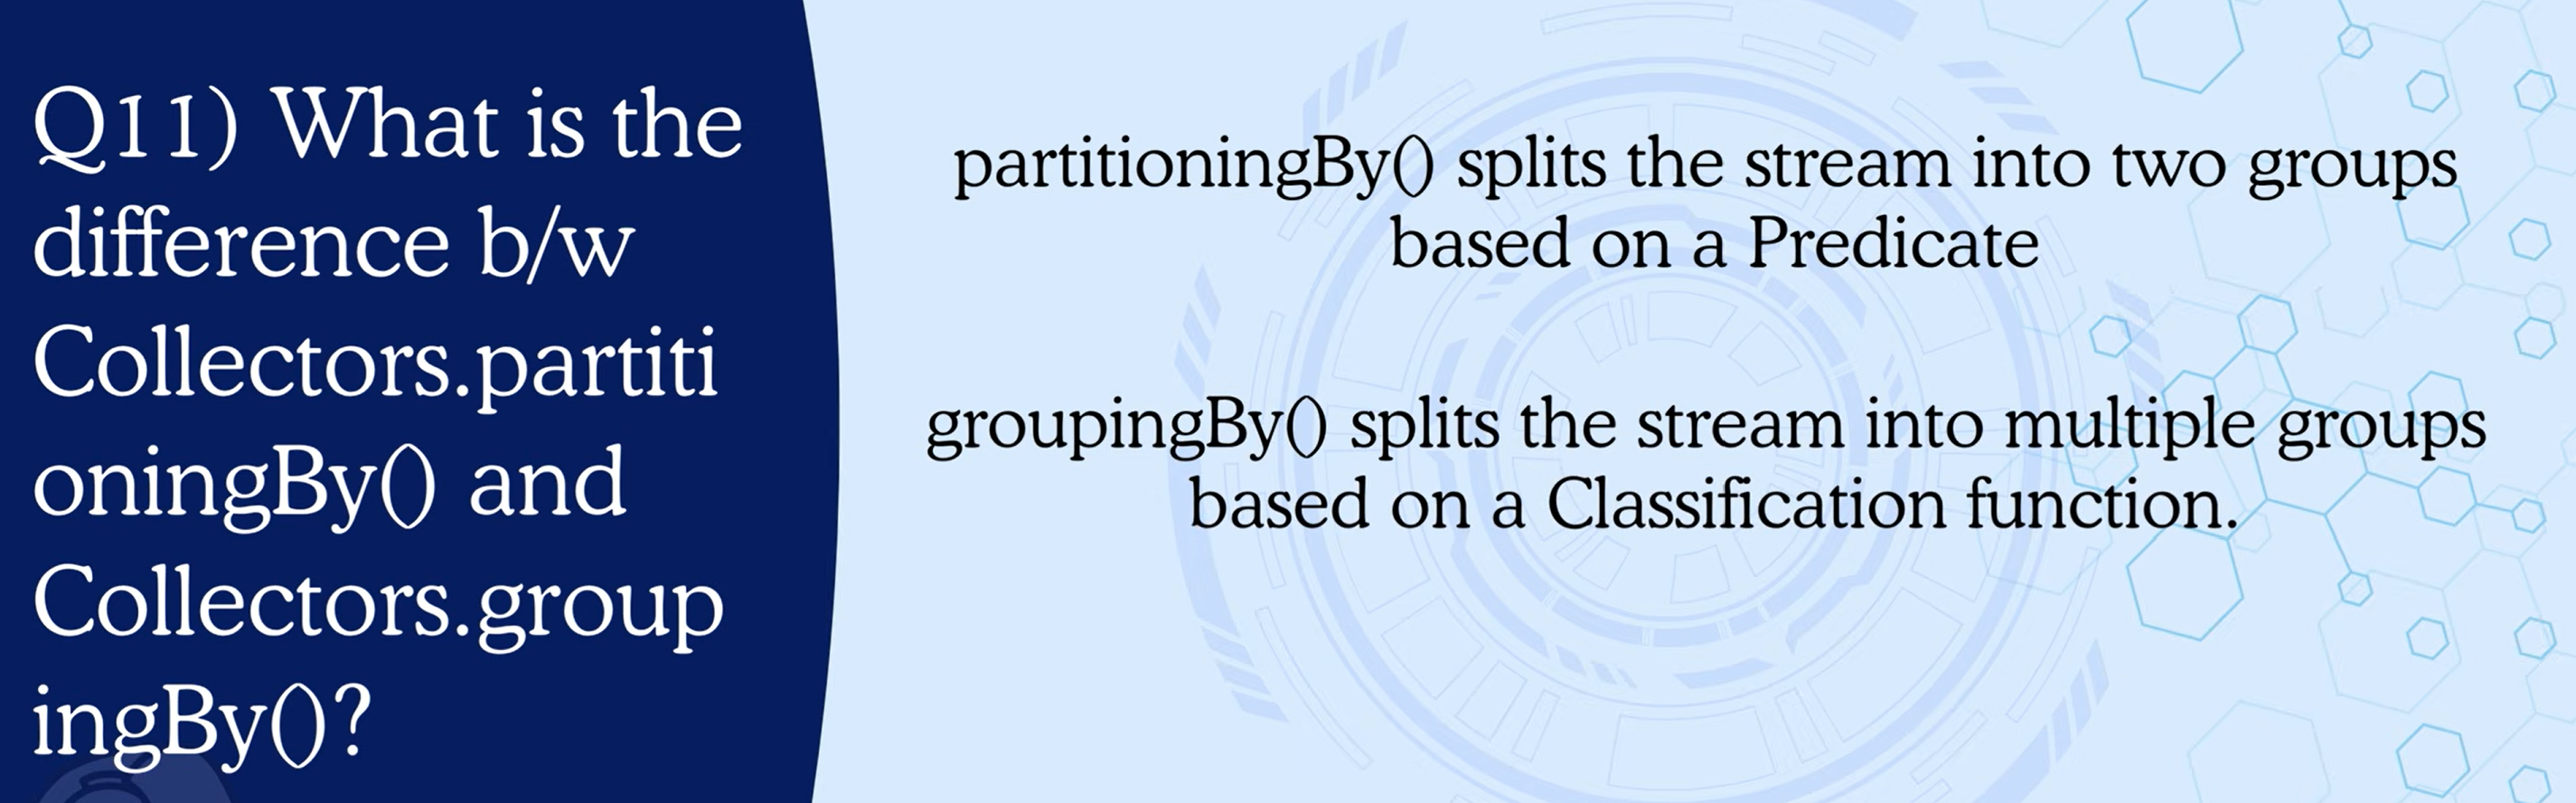 Q11) What is the
difference b/w
Collectors.partiti
oningBy() and
Collectors.group
ingBy()?
partitioningBy() splits the stream into two groups
based on a Predicate
groupingBy() splits the stream into multiple groups
based on a Classification function.